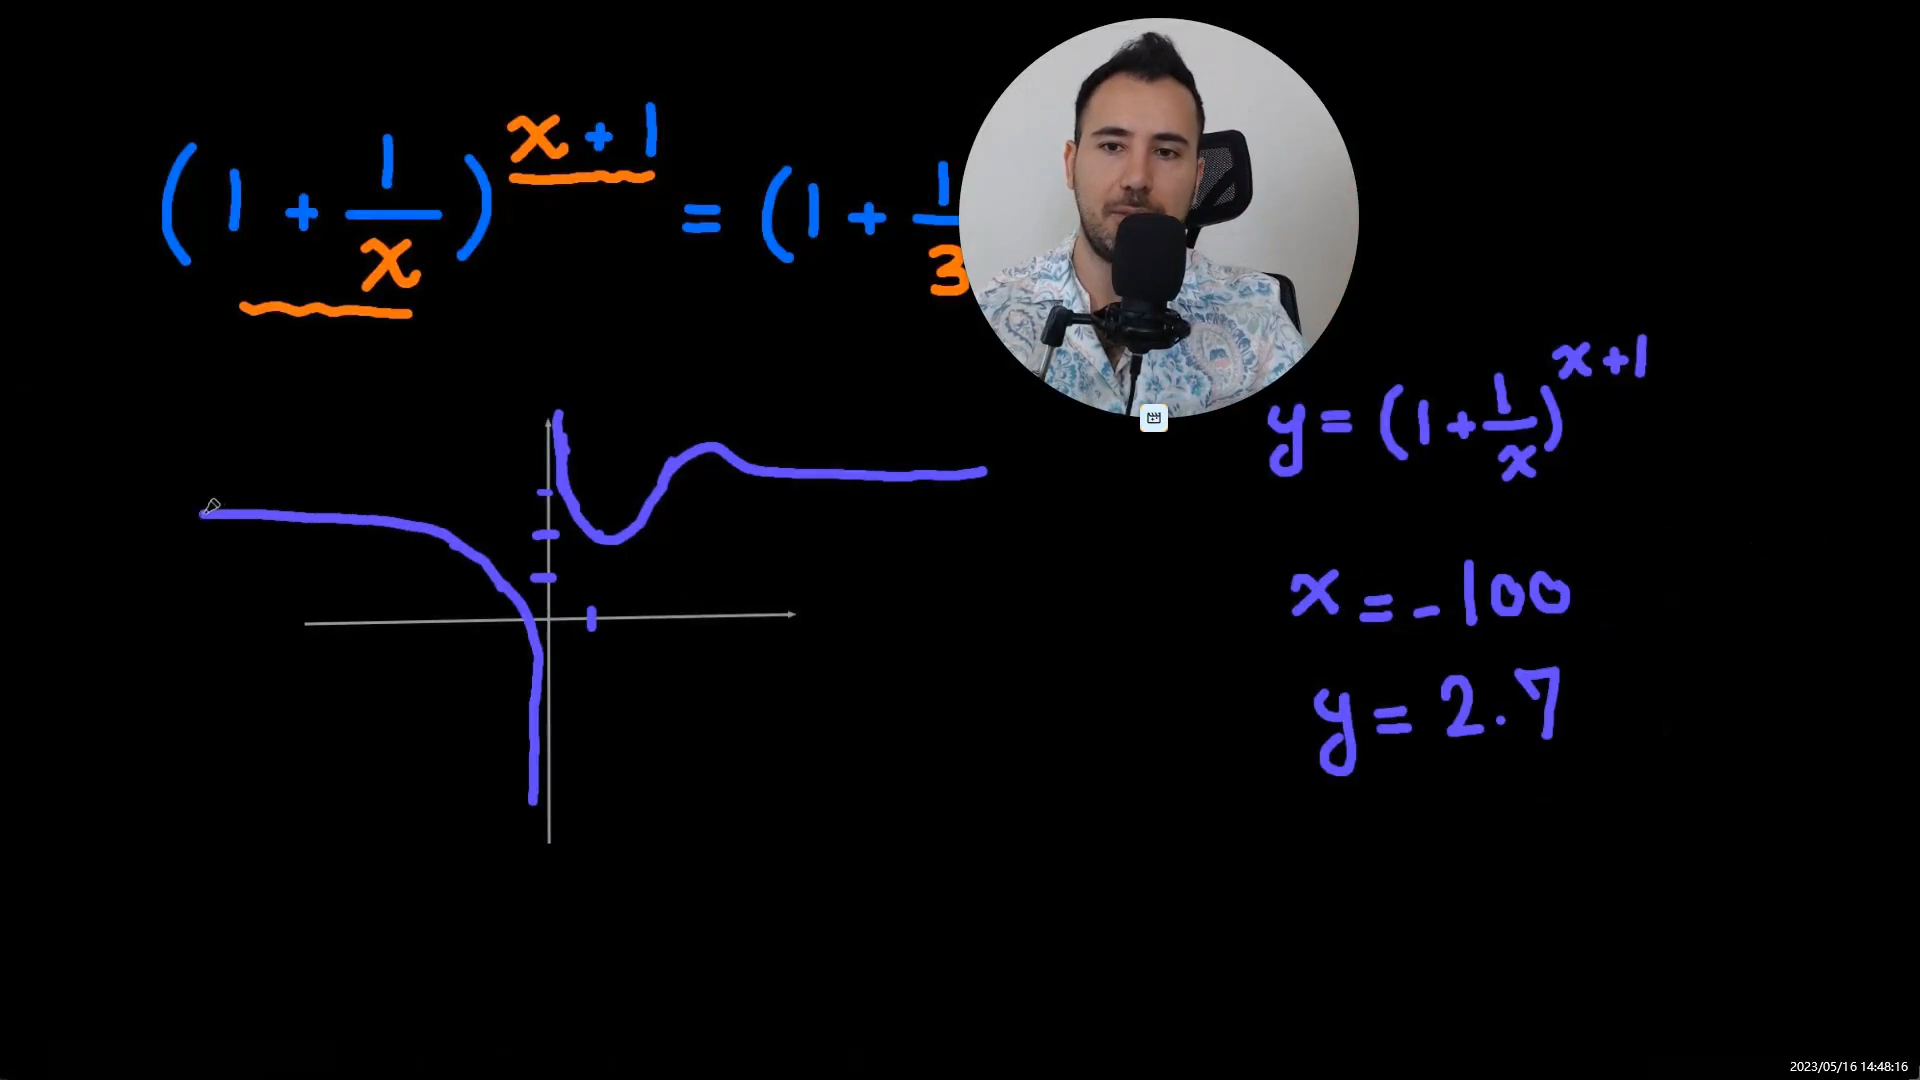 (1 + 1/x)^(x+1) = (1 + 1/3
y = (1 + 1/x)^(x+1)
x = -100
y = 2.7
2023/05/16 14:48:16